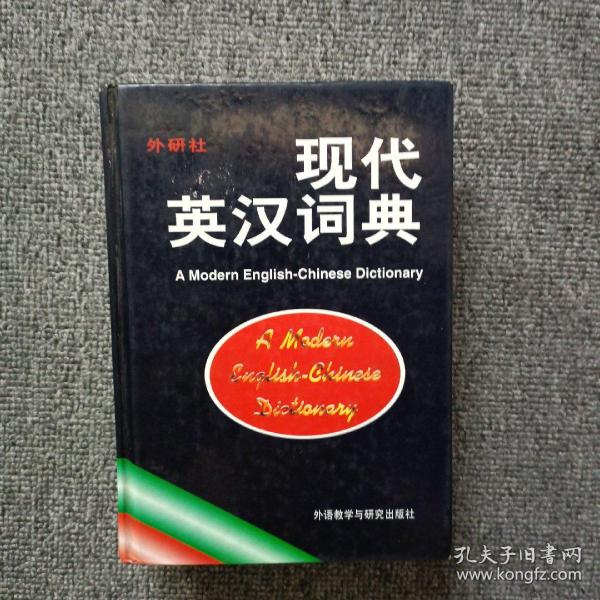 外研社
现代
英汉词典
A Modern English-Chinese Dictionary
A Modern
English-Chinese
Dictionary
外语教学与研究出版社
孔夫子旧书网
www.kongfz.com